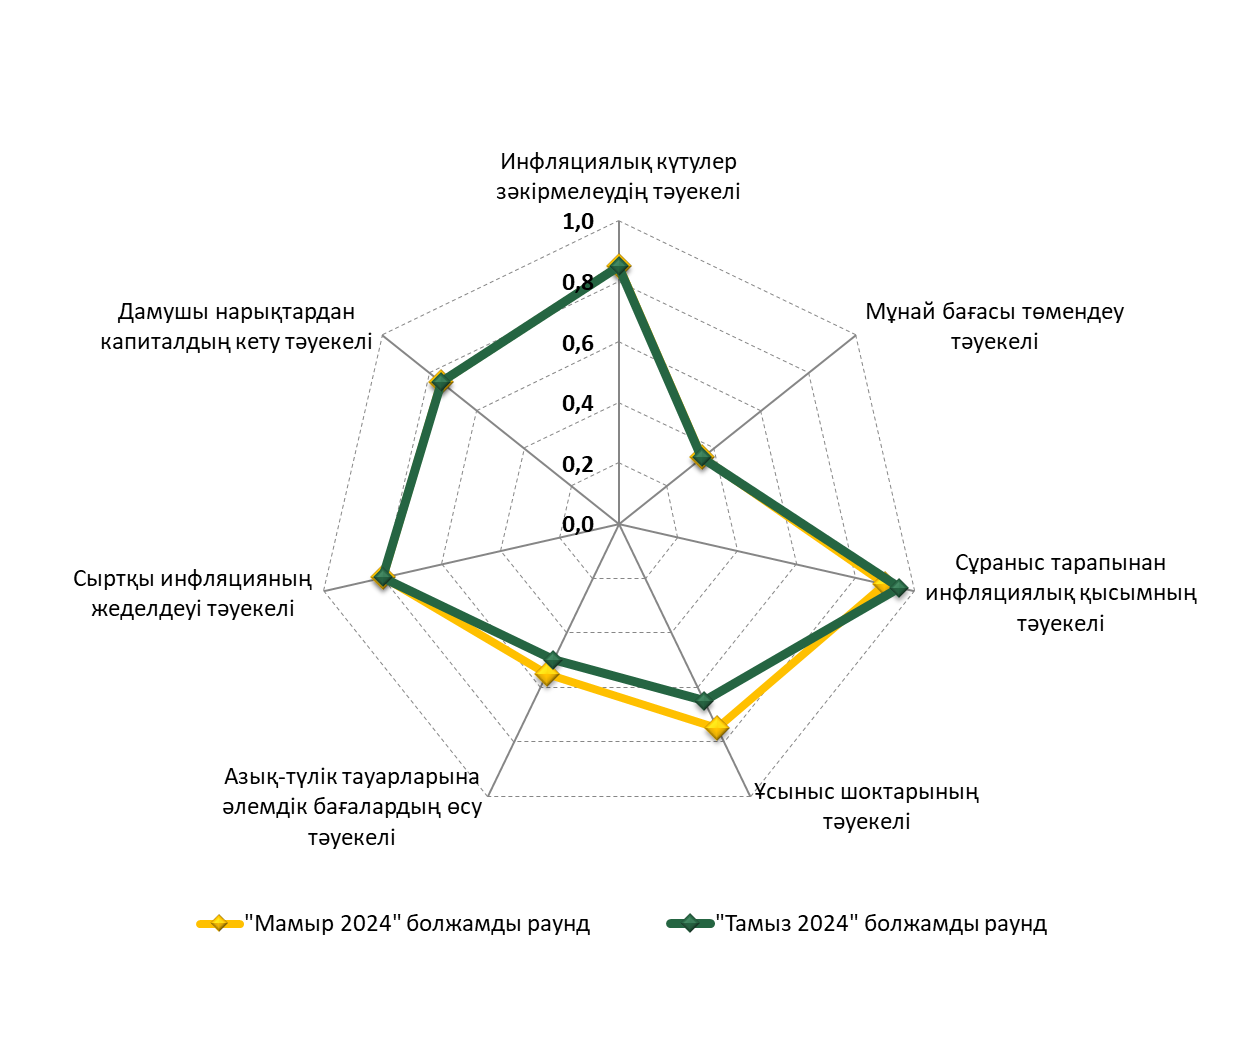 Инфляциялық күтулер
зәкірмелеудің тәуекелі
1,0
0,8
0,6
0,4
0,2
0,0
Мұнай бағасы төмендеу
тәуекелі
Сұраныс тарапынан
инфляциялық қысымның
тәуекелі
Ұсыныс шоктарының
тәуекелі
Азық-түлік тауарларына
әлемдік бағалардың өсу
тәуекелі
Сыртқы инфляцияның
жеделдеуі тәуекелі
Дамушы нарықтардан
капиталдың кету тәуекелі
"Мамыр 2024" болжамды раунд
"Тамыз 2024" болжамды раунд